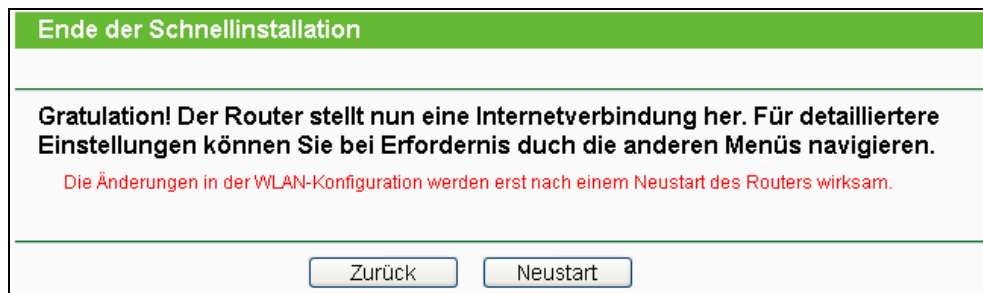 Ende der Schnellinstallation
Gratulation! Der Router stellt nun eine Internetverbindung her. Für detailliertere
Einstellungen können Sie bei Erfordernis duch die anderen Menüs navigieren.
Die Änderungen in der WLAN-Konfiguration werden erst nach einem Neustart des Routers wirksam.
Zurück Neustart